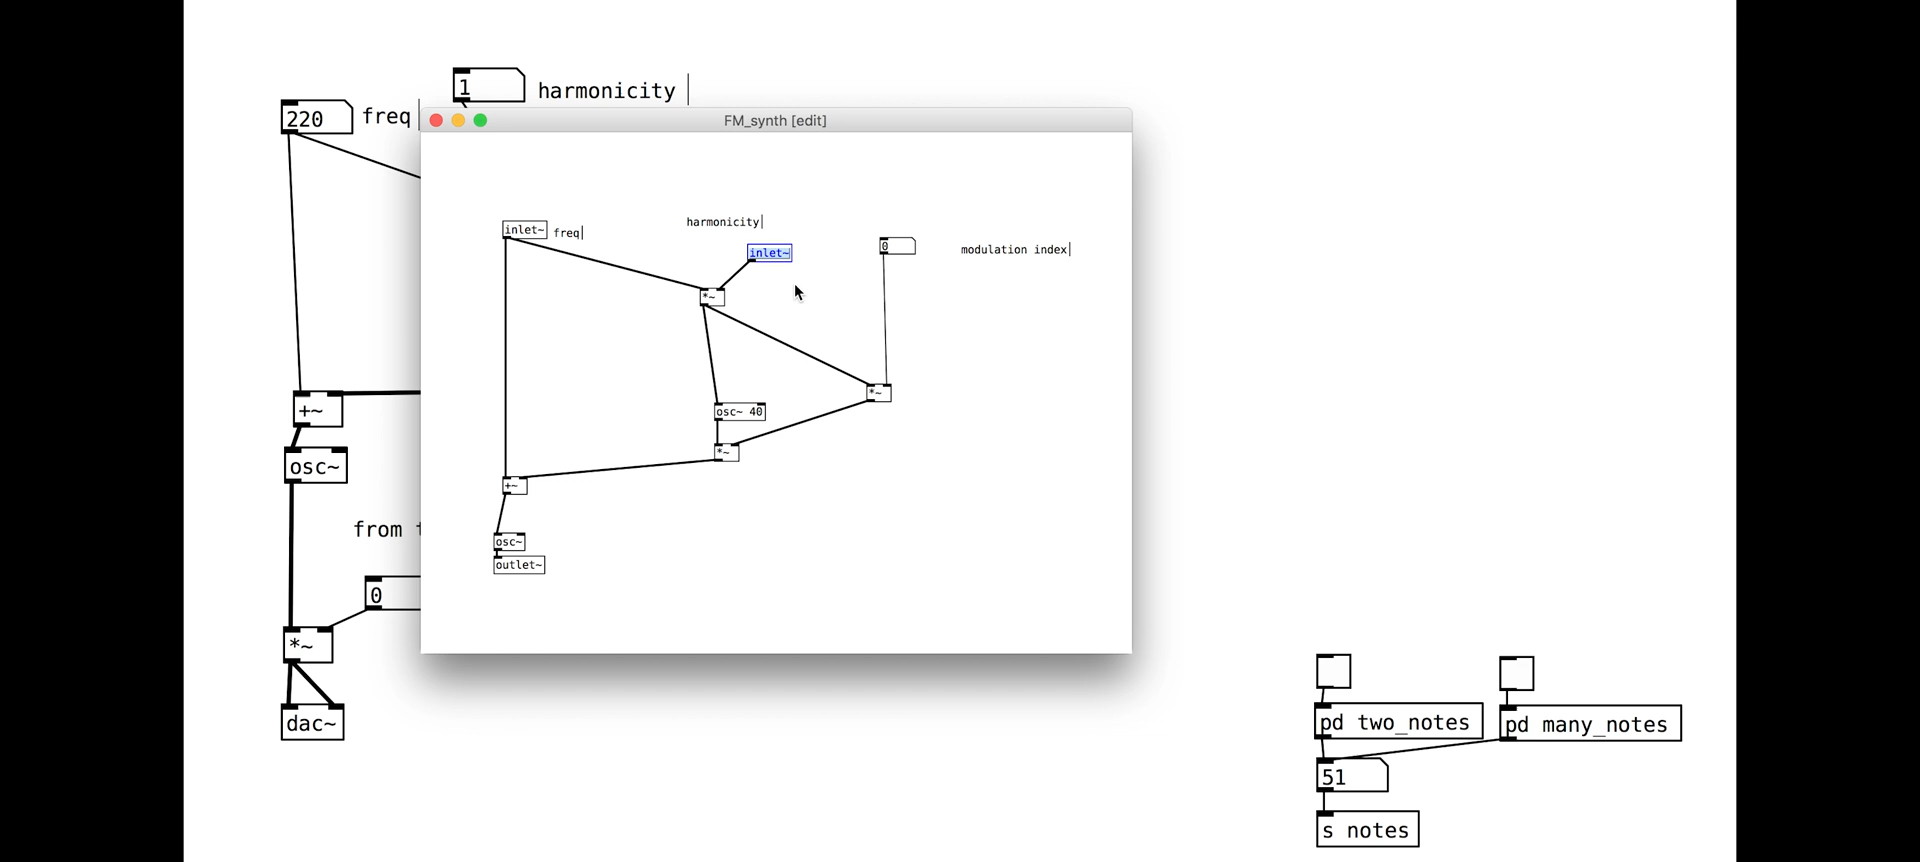 1
harmonicity
220
freq
FM_synth [edit]
harmonicity
inlet~
freq
inlet~
0
modulation index
*~
*~
osc~ 40
*~
+~
osc~
outlet~
+~
osc~
from
0
*~
dac~
pd two_notes
pd many_notes
51
s notes